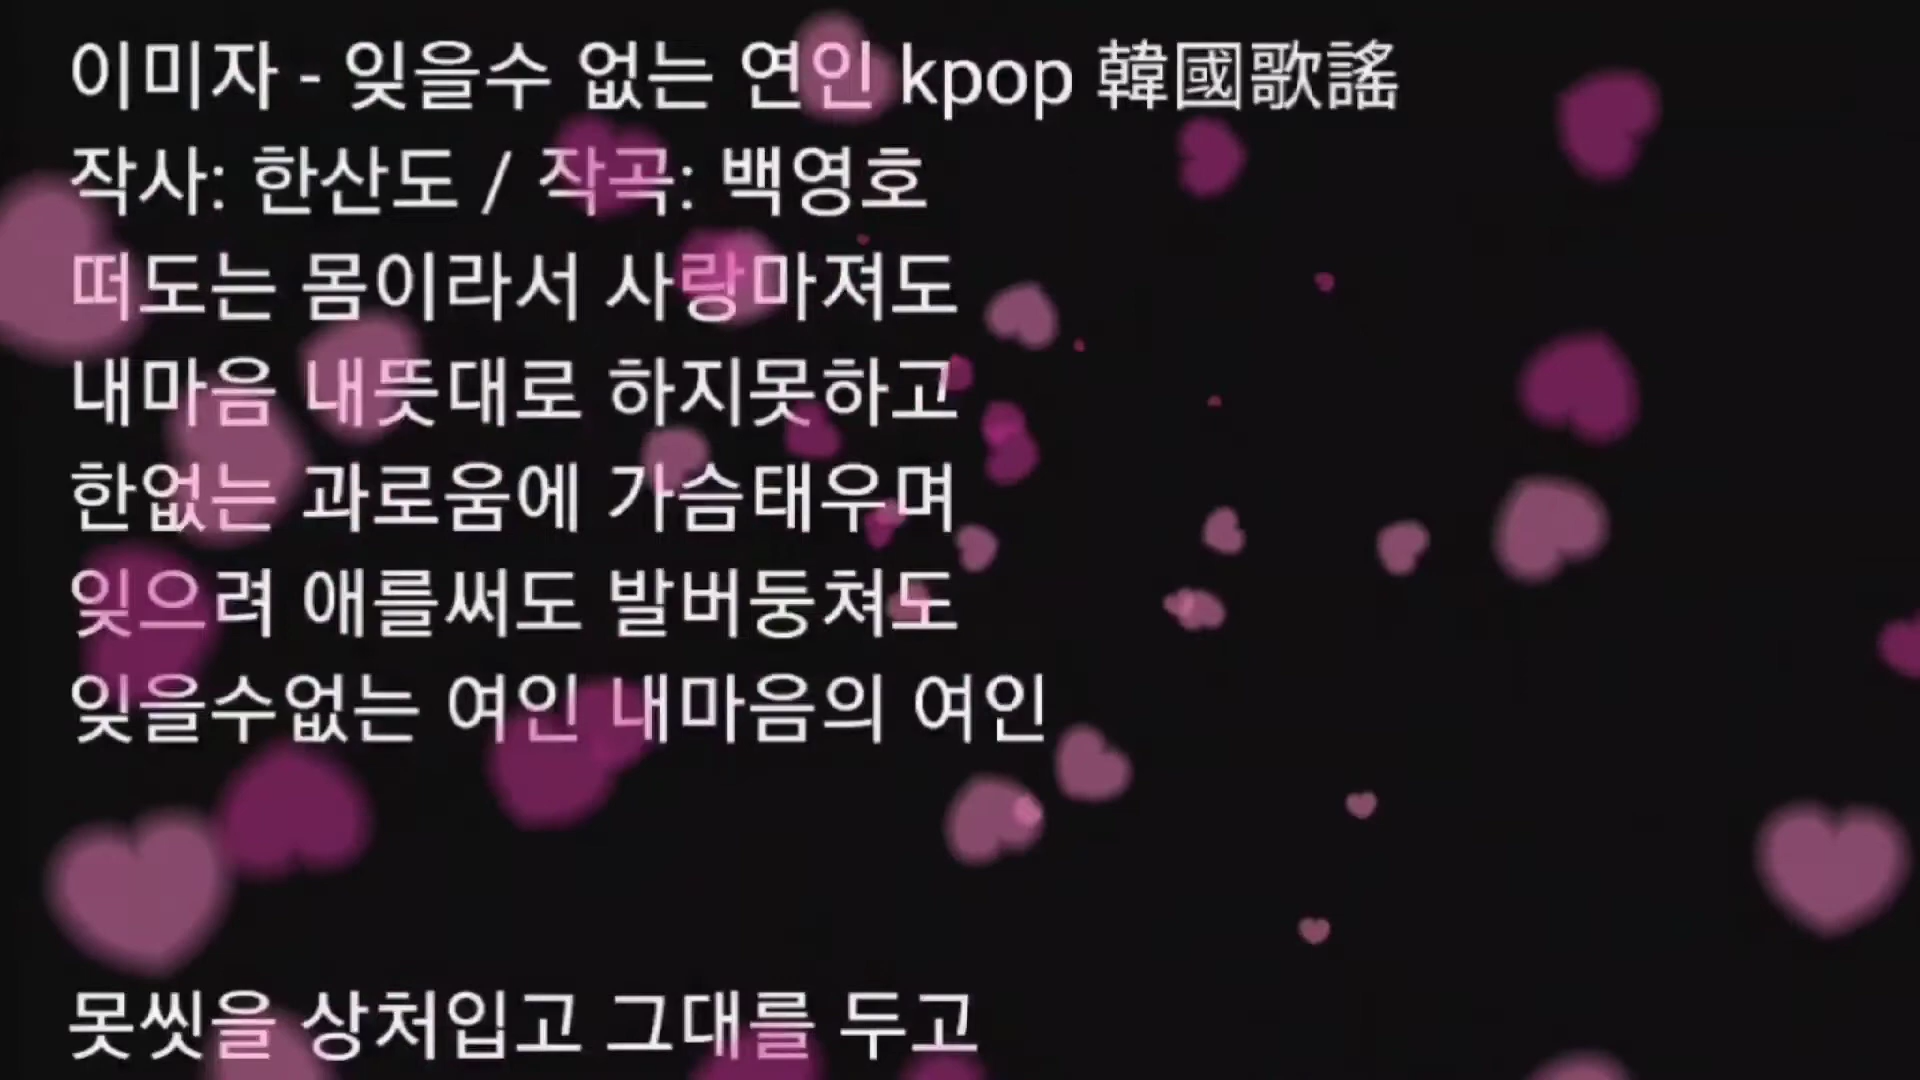 이미자 - 잊을수 없는 연인 kpop 韓國歌謠
작사: 한산도 / 작곡: 백영호
떠도는 몸이라서 사랑마져도
내마음 내뜻대로 하지못하고
한없는 과로움에 가슴태우며
잊으려 애를써도 발버둥쳐도
잊을수없는 여인 내마음의 여인
못씻을 상처입고 그대를 두고